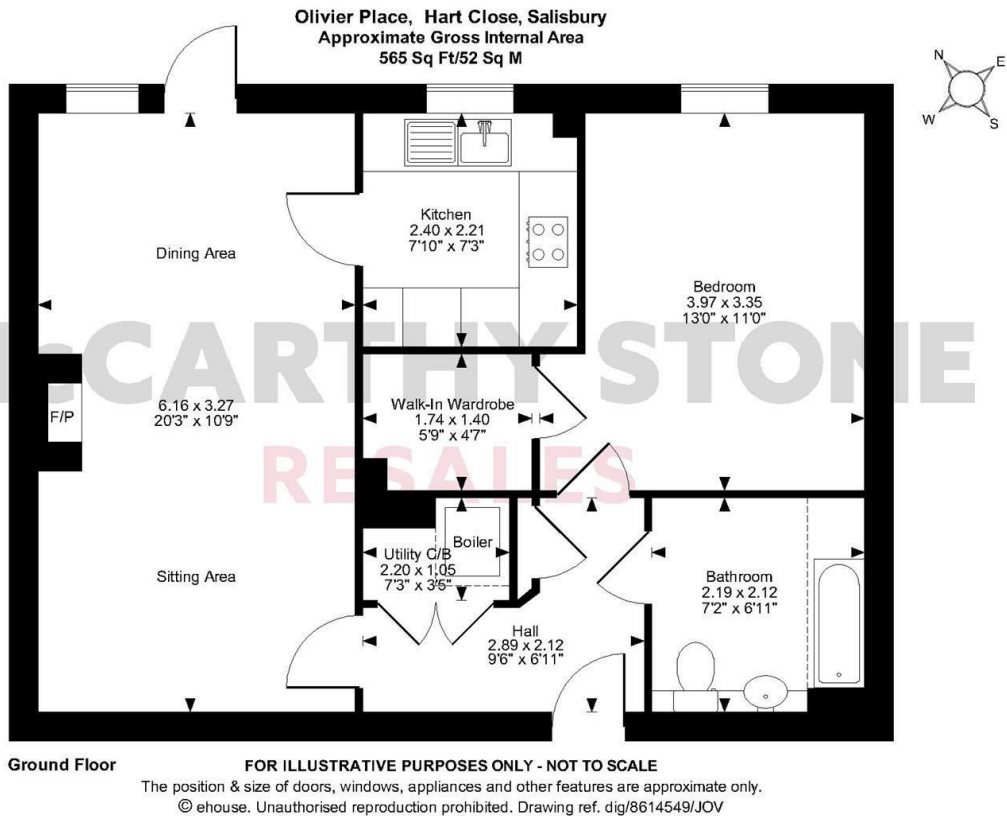 Olivier Place, Hart Close, Salisbury
Approximate Gross Internal Area
565 Sq Ft/52 Sq M
N
E
W
S
Kitchen
2.40 x 2.21
7'10" x 7'3"
Dining Area
Bedroom
3.97 x 3.35
13'0" x 11'0"
McCARTHY STONE
RESALES
F/P
6.16 x 3.27
20'3" x 10'9"
Walk-In Wardrobe
1.74 x 1.40
5'9" x 4'7"
Boiler
Utility C/B
2.20 x 1.05
7'3" x 3'5"
Sitting Area
Bathroom
2.19 x 2.12
7'2" x 6'11"
Hall
2.89 x 2.12
9'6" x 6'11"
Ground Floor
FOR ILLUSTRATIVE PURPOSES ONLY - NOT TO SCALE
The position & size of doors, windows, appliances and other features are approximate only.
© ehouse. Unauthorised reproduction prohibited. Drawing ref. dig/8614549/JOV